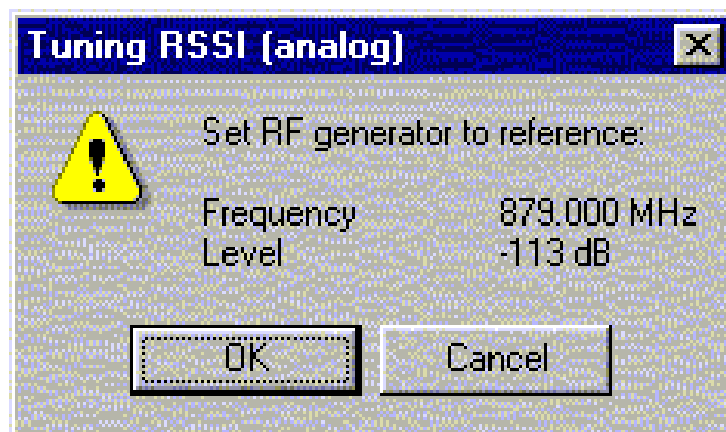 Tuning RSSI (analog)
Set RF generator to reference:
Frequency 879.000 MHz
Level -113 dB
OK Cancel